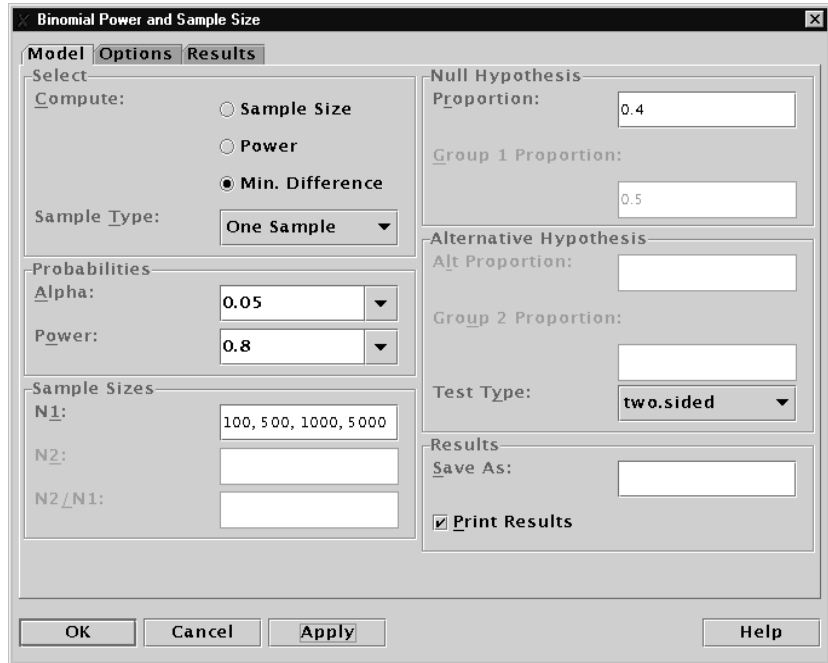 Binomial Power and Sample Size
Model Options Results
Select
Compute:
Sample Size
Power
Min. Difference
Sample Type:
One Sample
Probabilities
Alpha:
0.05
Power:
0.8
Sample Sizes
N1:
100, 500, 1000, 5000
N2:
N2/N1:
Null Hypothesis
Proportion:
0.4
Group 1 Proportion:
0.5
Alternative Hypothesis
Alt Proportion:
Group 2 Proportion:
Test Type:
two.sided
Results
Save As:
Print Results
OK Cancel Apply Help